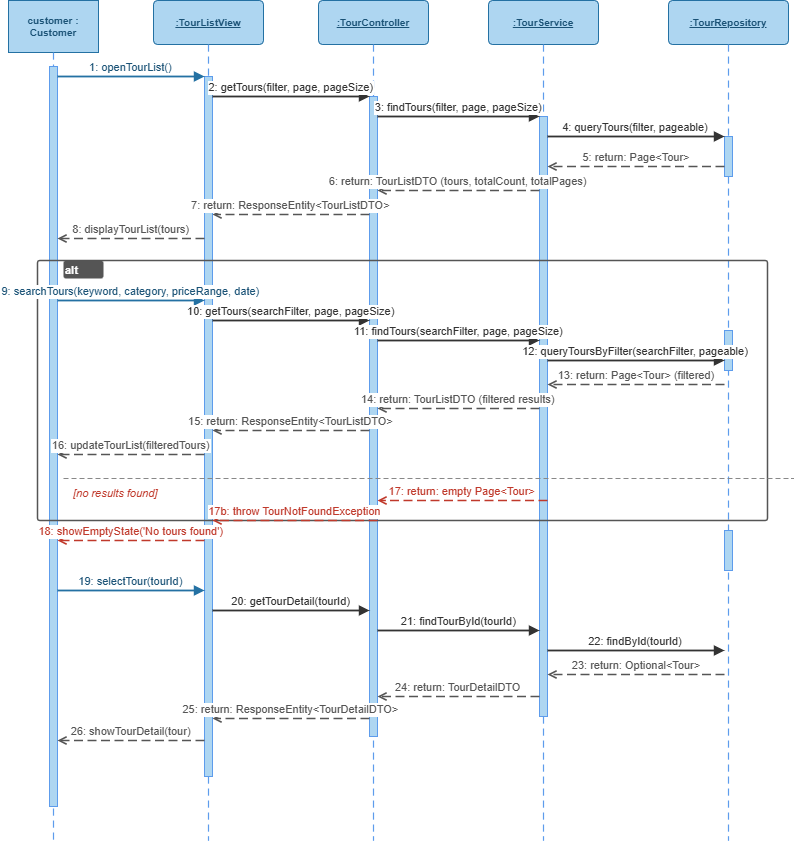 customer :
Customer
:TourListView
:TourController
:TourService
:TourRepository
1: openTourList()
2: getTours(filter, page, pageSize)
3: findTours(filter, page, pageSize)
4: queryTours(filter, pageable)
5: return: Page<Tour>
6: return: TourListDTO (tours, totalCount, totalPages)
7: return: ResponseEntity<TourListDTO>
8: displayTourList(tours)
alt
9: searchTours(keyword, category, priceRange, date)
10: getTours(searchFilter, page, pageSize)
11: findTours(searchFilter, page, pageSize)
12: queryToursByFilter(searchFilter, pageable)
13: return: Page<Tour> (filtered)
14: return: TourListDTO (filtered results)
15: return: ResponseEntity<TourListDTO>
16: updateTourList(filteredTours)
[no results found]
17: return: empty Page<Tour>
17b: throw TourNotFoundException
18: showEmptyState('No tours found')
19: selectTour(tourId)
20: getTourDetail(tourId)
21: findTourById(tourId)
22: findById(tourId)
23: return: Optional<Tour>
24: return: TourDetailDTO
25: return: ResponseEntity<TourDetailDTO>
26: showTourDetail(tour)